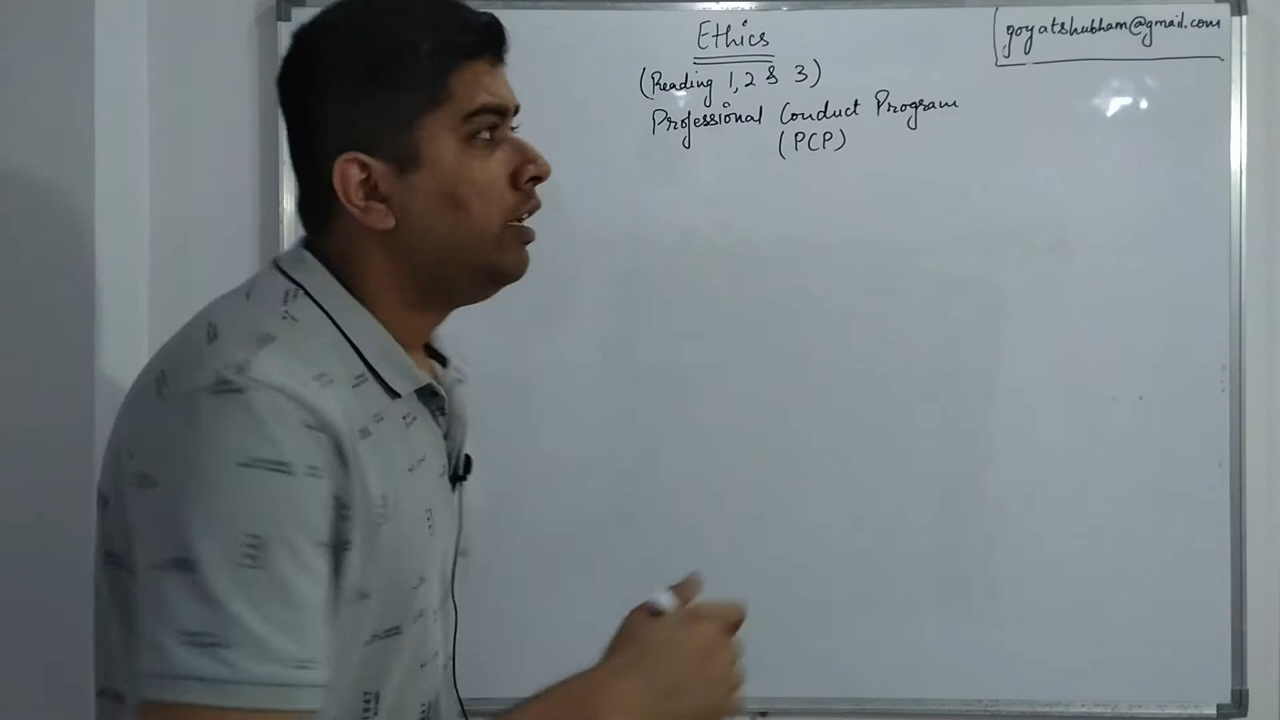 Ethics
(Reading 1, 2 & 3)
Professional Conduct Program
(PCP)
goyatshubham@gmail.com